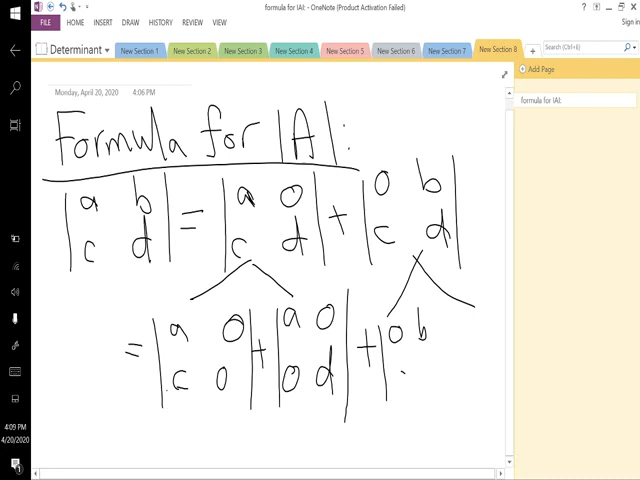 formula for IAI: - OneNote (Product Activation Failed)
FILE HOME INSERT DRAW HISTORY REVIEW VIEW
Determinant New Section 1 New Section 2 New Section 3 New Section 4 New Section 5 New Section 6 New Section 7 New Section 8 + Search (Ctrl+E)
Add Page
Monday, April 20, 2020 4:06 PM
formula for IAI:
Formula for |A|:
|a b| = |a 0| + |0 b|
|c d| |c d| |c d|
= |a 0| + |a 0| + |0 b
|c 0| |0 d|
4:09 PM
4/20/2020
1